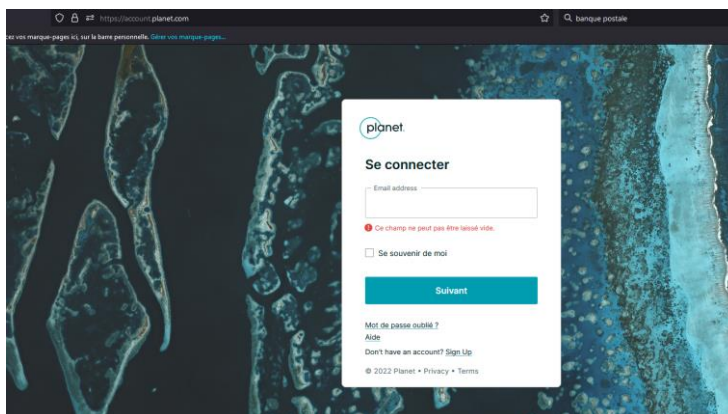 https://account.planet.com
banque postale
cez vos marque-pages ici, sur la barre personnelle. Gérer vos marque-pages...
planet.
Se connecter
Email address
Ce champ ne peut pas être laissé vide.
Se souvenir de moi
Suivant
Mot de passe oublié ?
Aide
Don't have an account? Sign Up
© 2022 Planet • Privacy • Terms